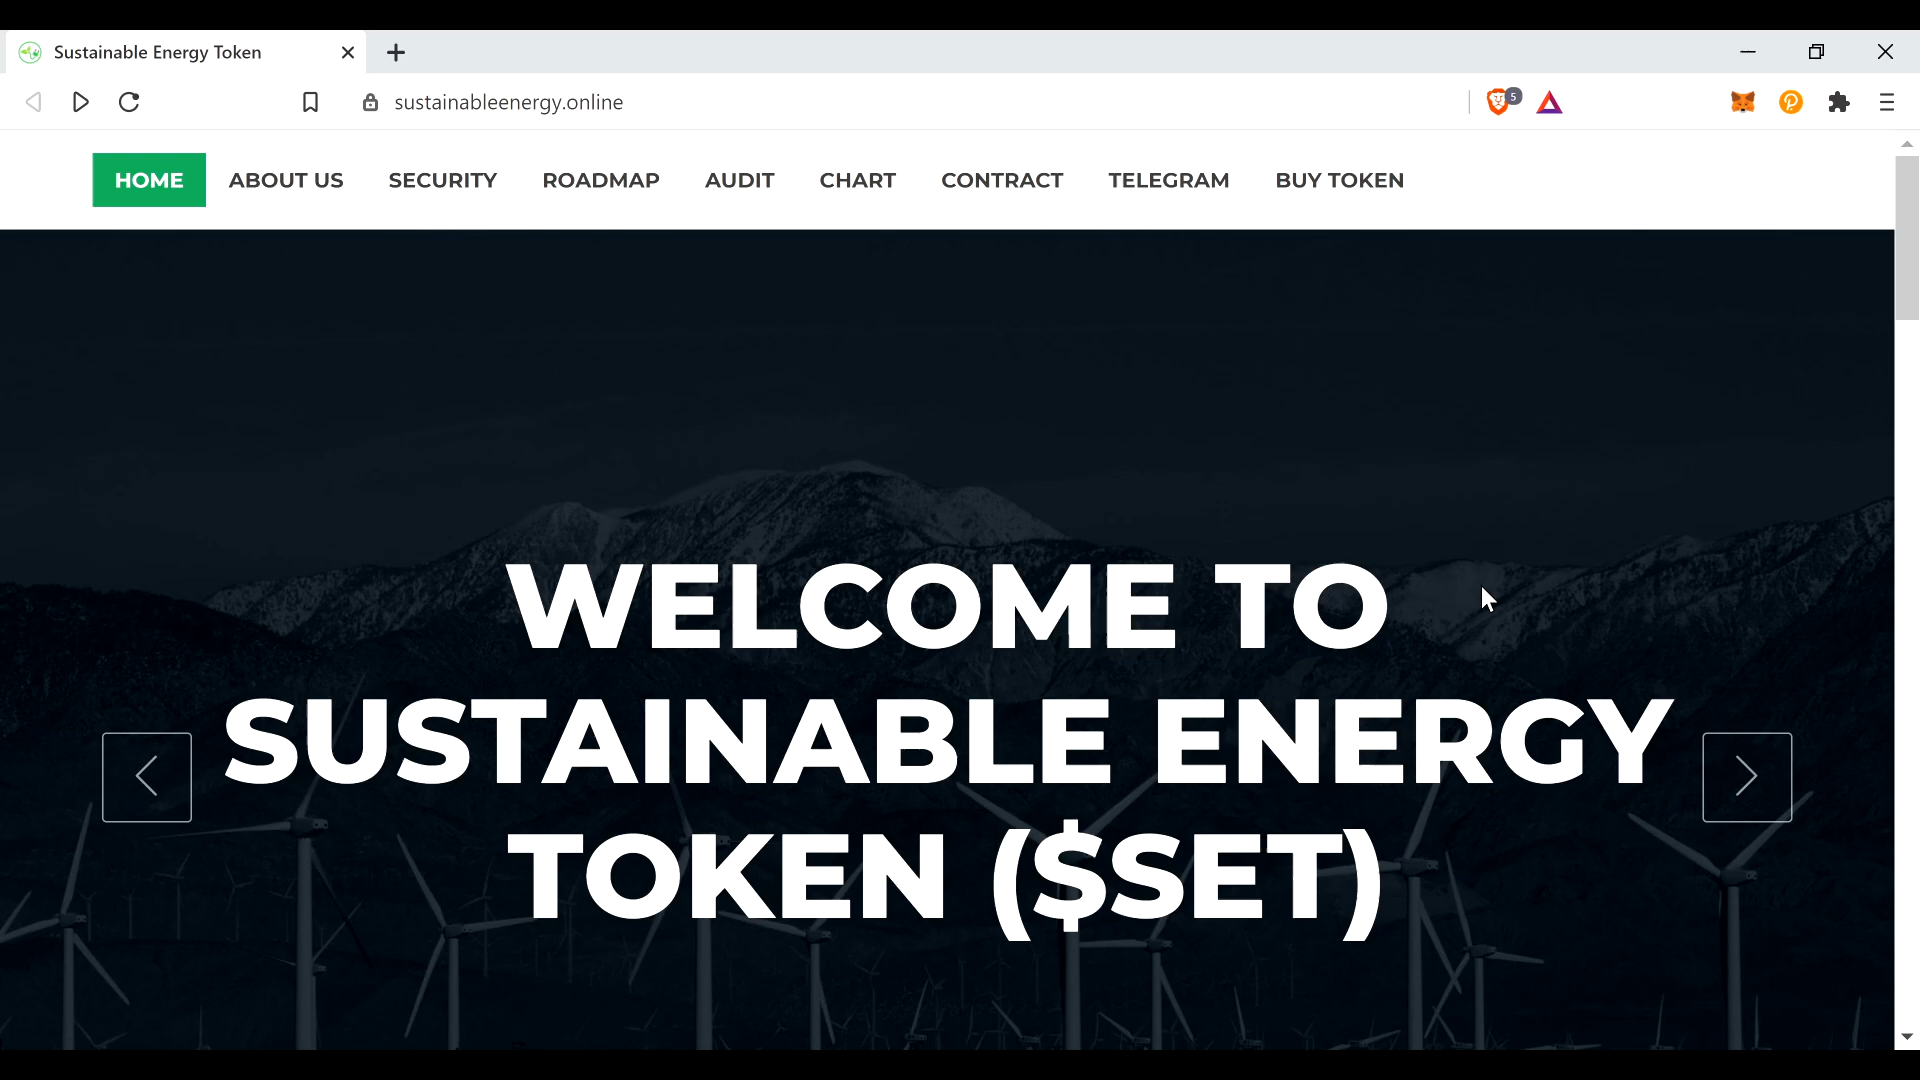 Sustainable Energy Token
sustainableenergy.online
5
HOME ABOUT US SECURITY ROADMAP AUDIT CHART CONTRACT TELEGRAM BUY TOKEN
WELCOME TO
SUSTAINABLE ENERGY
TOKEN ($SET)